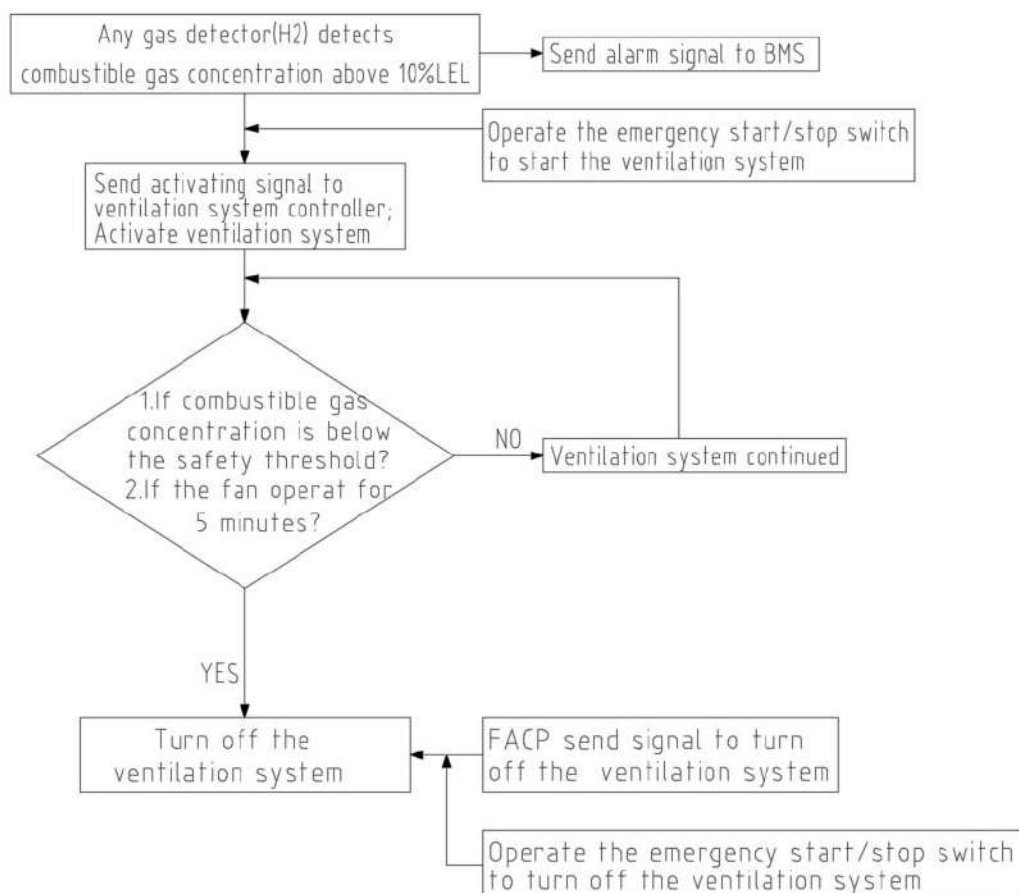 Any gas detector(H2) detects
combustible gas concentration above 10%LEL
Send alarm signal to BMS
Operate the emergency start/stop switch
to start the ventilation system
Send activating signal to
ventilation system controller;
Activate ventilation system
1.If combustible gas
concentration is below
the safety threshold?
2.If the fan operat for
5 minutes?
NO
Ventilation system continued
YES
Turn off the
ventilation system
FACP send signal to turn
off the ventilation system
Operate the emergency start/stop switch
to turn off the ventilation system